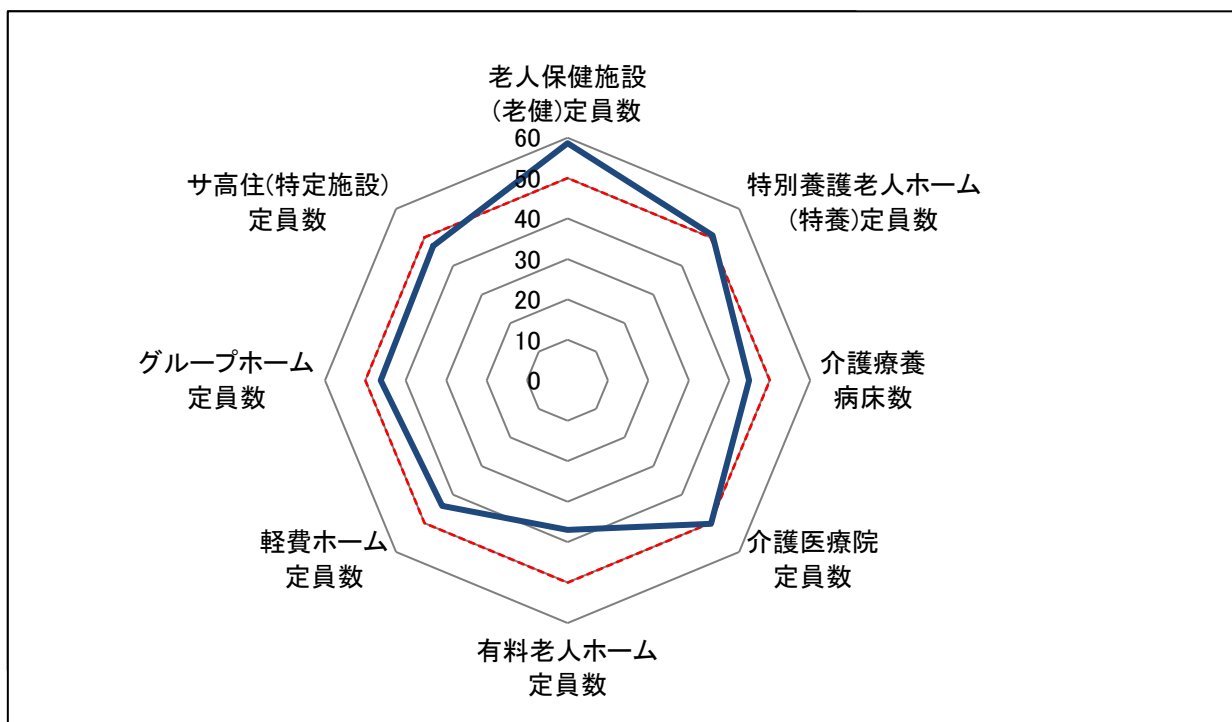 老人保健施設
(老健)定員数
特別養護老人ホーム
(特養)定員数
介護療養
病床数
介護医療院
定員数
有料老人ホーム
定員数
軽費ホーム
定員数
グループホーム
定員数
サ高住(特定施設)
定員数
60
50
40
30
20
10
0